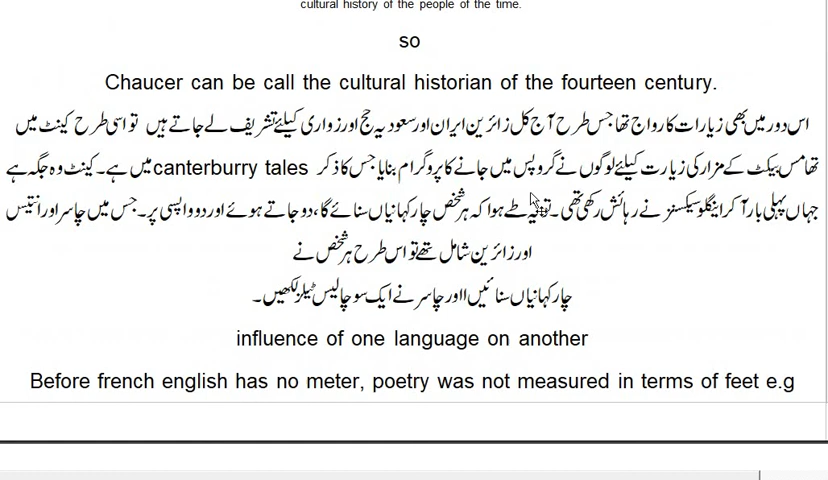 cultural history of the people of the time.
so
Chaucer can be call the cultural historian of the fourteen century.
اس دور میں بھی زیارات کا رواج تھا جس طرح آج کل زائرین ایران اور سعودیہ حج اور زواری کیلئے تشریف لے جاتے ہیں تو اسی طرح کینٹ میں
تھامس بیکٹ کے مزار کی زیارت کیلئے لوگوں نے گروپس میں جانے کا پروگرام بنایا جس کا ذکر canterburry tales میں ہے۔ کینٹ وہ جگہ ہے
جہاں پہلی بار آ کر اینگلو سیکسنز نے رہائش رکھی تھی۔ تو یہ طے ہوا کہ ہر شخص چار کہانیاں سنائے گا، دو جاتے ہوئے اور دو واپسی پر۔ جس میں چاسر اور انتیس
اور زائرین شامل تھے تو اس طرح ہر شخص نے
چار کہانیاں سنائیں ااور چاسر نے ایک سو چالیس ٹیلز لکھیں۔
influence of one language on another
Before french english has no meter, poetry was not measured in terms of feet e.g